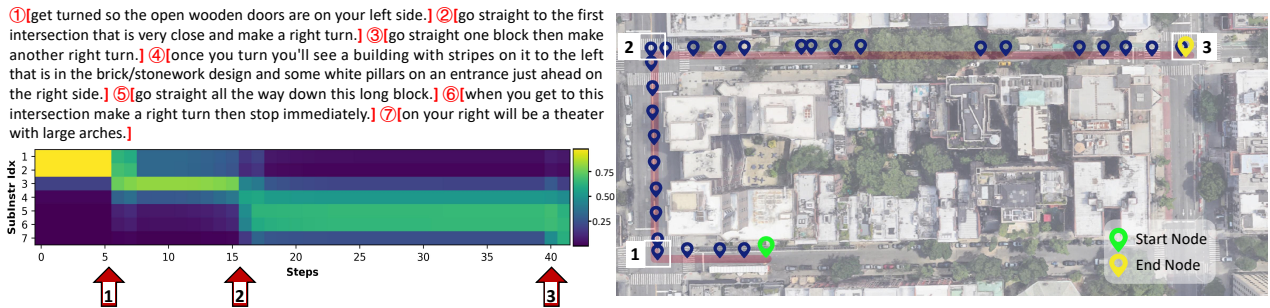 ①[get turned so the open wooden doors are on your left side.] ②[go straight to the first
intersection that is very close and make a right turn.] ③[go straight one block then make
another right turn.] ④[once you turn you'll see a building with stripes on it to the left
that is in the brick/stonework design and some white pillars on an entrance just ahead on
the right side.] ⑤[go straight all the way down this long block.] ⑥[when you get to this
intersection make a right turn then stop immediately.] ⑦[on your right will be a theater
with large arches.]
SubInstr Idx
1
2
3
4
5
6
7
0 5 10 15 20 25 30 35 40
Steps
0.75
0.50
0.25
1 2 3
2
3
1
Start Node
End Node